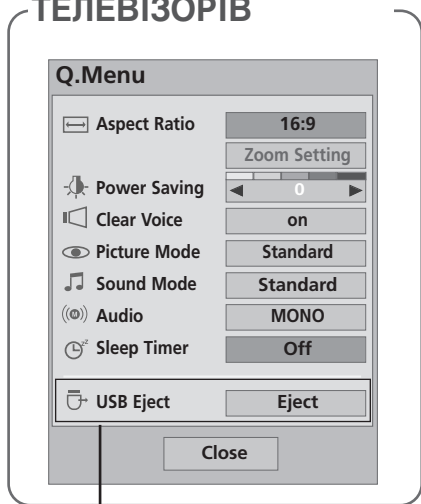 ТЕЛЕВІЗОРІВ
Q.Menu
Aspect Ratio 16:9
Zoom Setting
Power Saving 0
Clear Voice on
Picture Mode Standard
Sound Mode Standard
Audio MONO
Sleep Timer Off
USB Eject Eject
Close